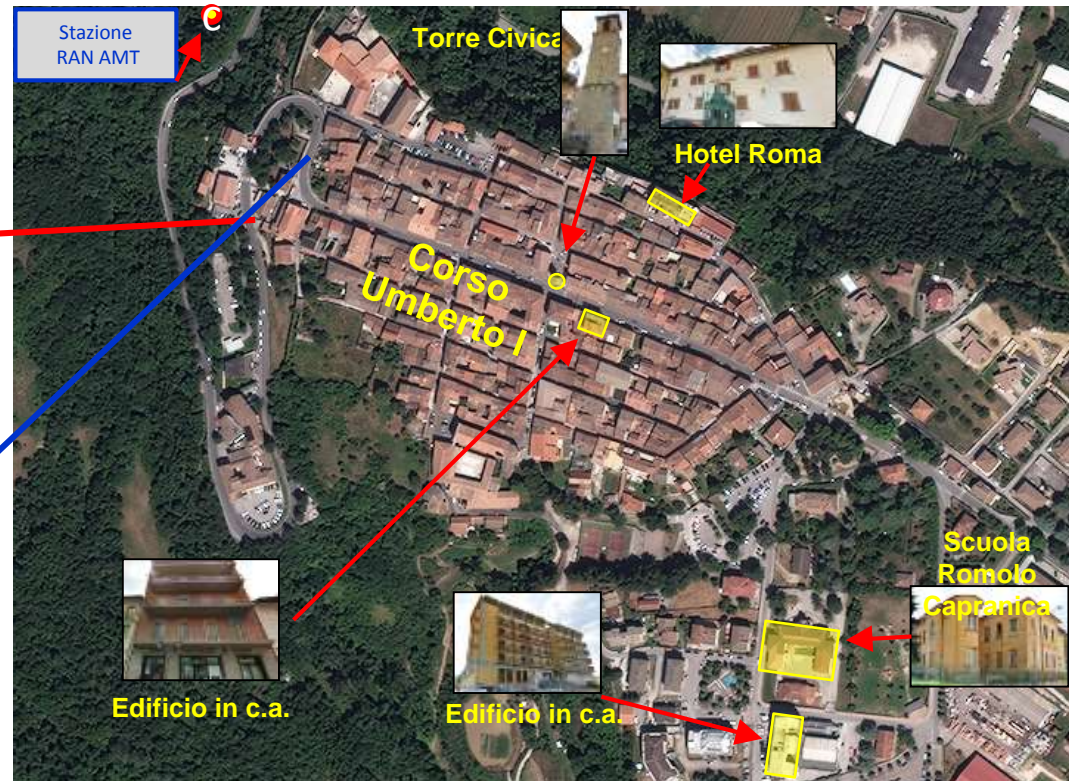 Stazione
RAN AMT
C
Torre Civica
Hotel Roma
Corso
Umberto I
Scuola
Romolo
Capranica
Edificio in c.a.
Edificio in c.a.